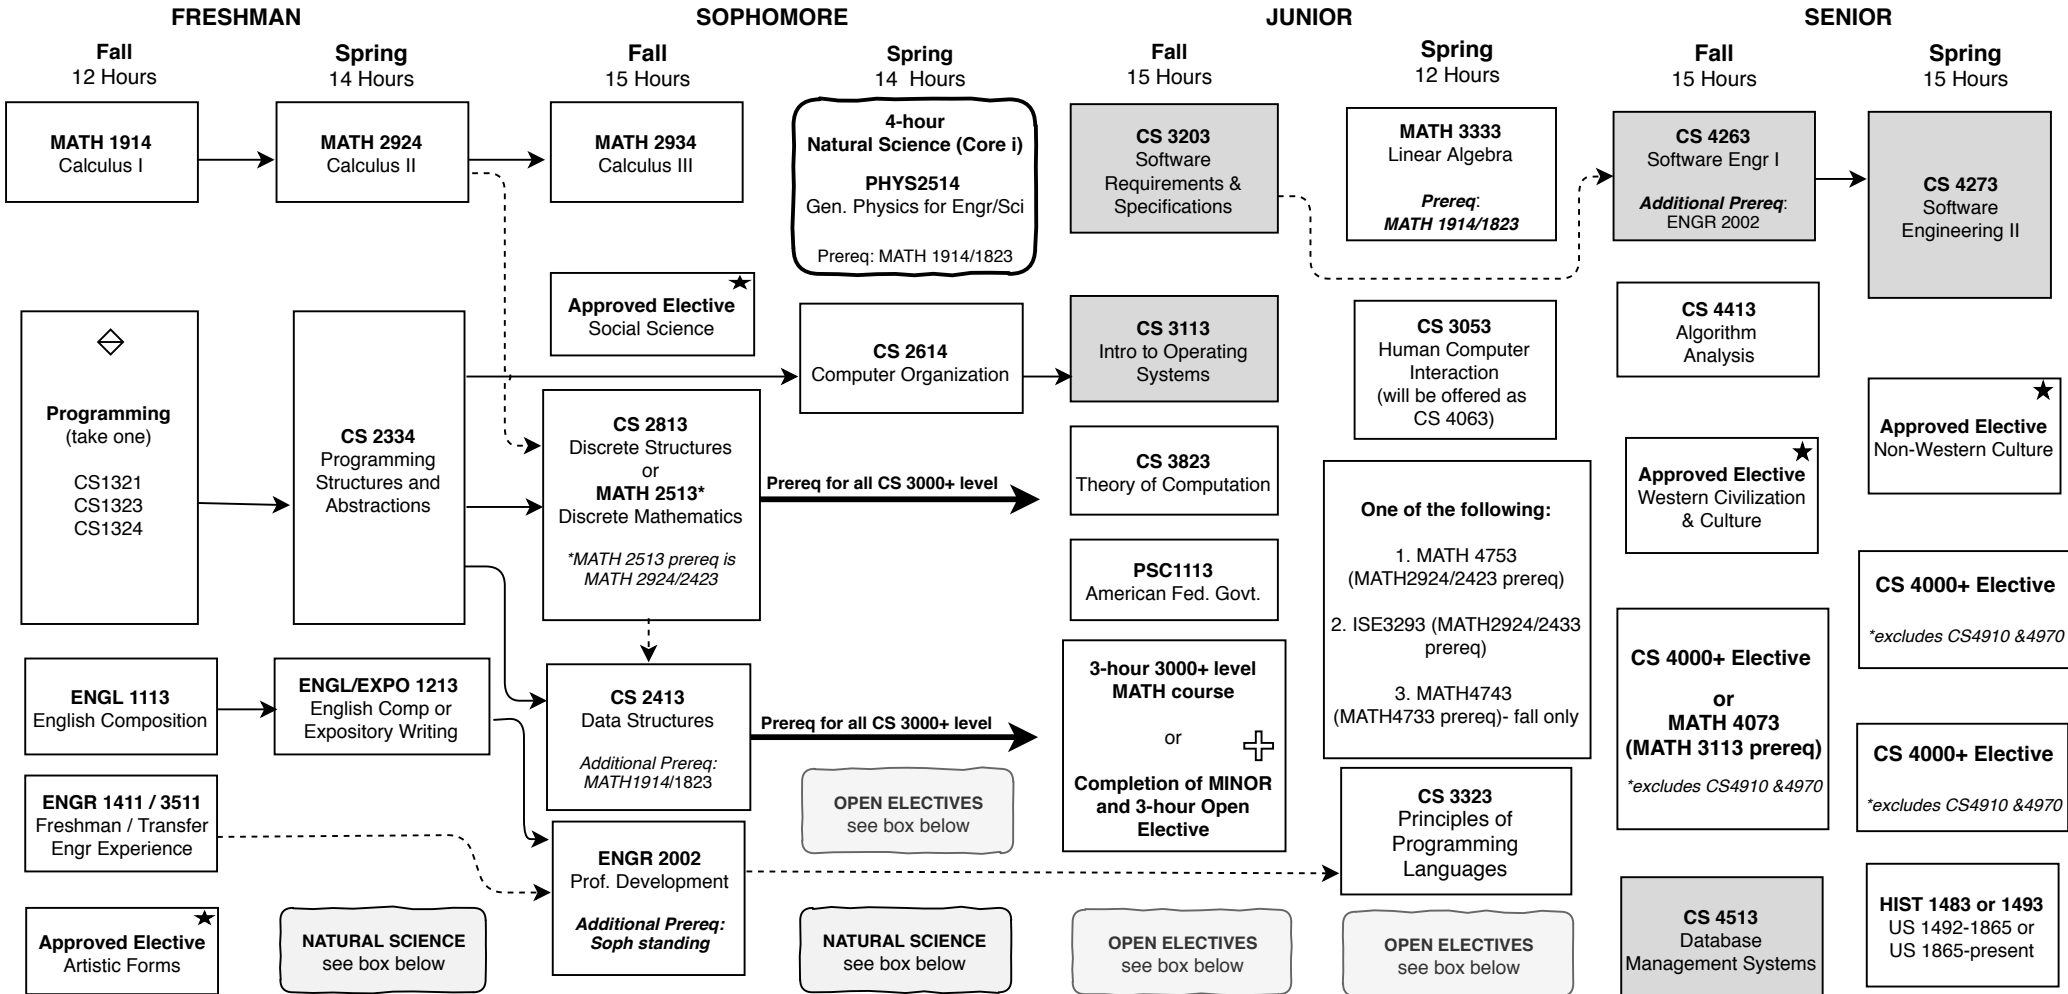 FRESHMAN
SOPHOMORE
JUNIOR
SENIOR
Fall
12 Hours
Spring
14 Hours
Fall
15 Hours
Spring
14 Hours
Fall
15 Hours
Spring
12 Hours
Fall
15 Hours
Spring
15 Hours
MATH 1914
Calculus I
Programming
(take one)
CS1321
CS1323
CS1324
ENGL 1113
English Composition
ENGR 1411 / 3511
Freshman / Transfer
Engr Experience
Approved Elective
Artistic Forms
MATH 2924
Calculus II
CS 2334
Programming
Structures and
Abstractions
ENGL/EXPO 1213
English Comp or
Expository Writing
NATURAL SCIENCE
see box below
MATH 2934
Calculus III
Approved Elective
Social Science
CS 2813
Discrete Structures
or
MATH 2513*
Discrete Mathematics
*MATH 2513 prereq is
MATH 2924/2423
CS 2413
Data Structures
Additional Prereq:
MATH1914/1823
ENGR 2002
Prof. Development
Additional Prereq:
Soph standing
4-hour
Natural Science (Core i)
PHYS2514
Gen. Physics for Engr/Sci
Prereq: MATH 1914/1823
CS 2614
Computer Organization
Prereq for all CS 3000+ level
Prereq for all CS 3000+ level
OPEN ELECTIVES
see box below
NATURAL SCIENCE
see box below
CS 3203
Software
Requirements &
Specifications
CS 3113
Intro to Operating
Systems
CS 3823
Theory of Computation
PSC1113
American Fed. Govt.
3-hour 3000+ level
MATH course
or
Completion of MINOR
and 3-hour Open
Elective
OPEN ELECTIVES
see box below
MATH 3333
Linear Algebra
Prereq:
MATH 1914/1823
CS 3053
Human Computer
Interaction
(will be offered as
CS 4063)
One of the following:
1. MATH 4753
(MATH2924/2423 prereq)
2. ISE3293 (MATH2924/2433
prereq)
3. MATH4743
(MATH4733 prereq)- fall only
CS 3323
Principles of
Programming
Languages
OPEN ELECTIVES
see box below
CS 4263
Software Engr I
Additional Prereq:
ENGR 2002
CS 4413
Algorithm
Analysis
Approved Elective
Western Civilization
& Culture
CS 4000+ Elective
or
MATH 4073
(MATH 3113 prereq)
*excludes CS4910 &4970
CS 4513
Database
Management Systems
CS 4273
Software
Engineering II
Approved Elective
Non-Western Culture
CS 4000+ Elective
*excludes CS4910 &4970
CS 4000+ Elective
*excludes CS4910 &4970
HIST 1483 or 1493
US 1492-1865 or
US 1865-present